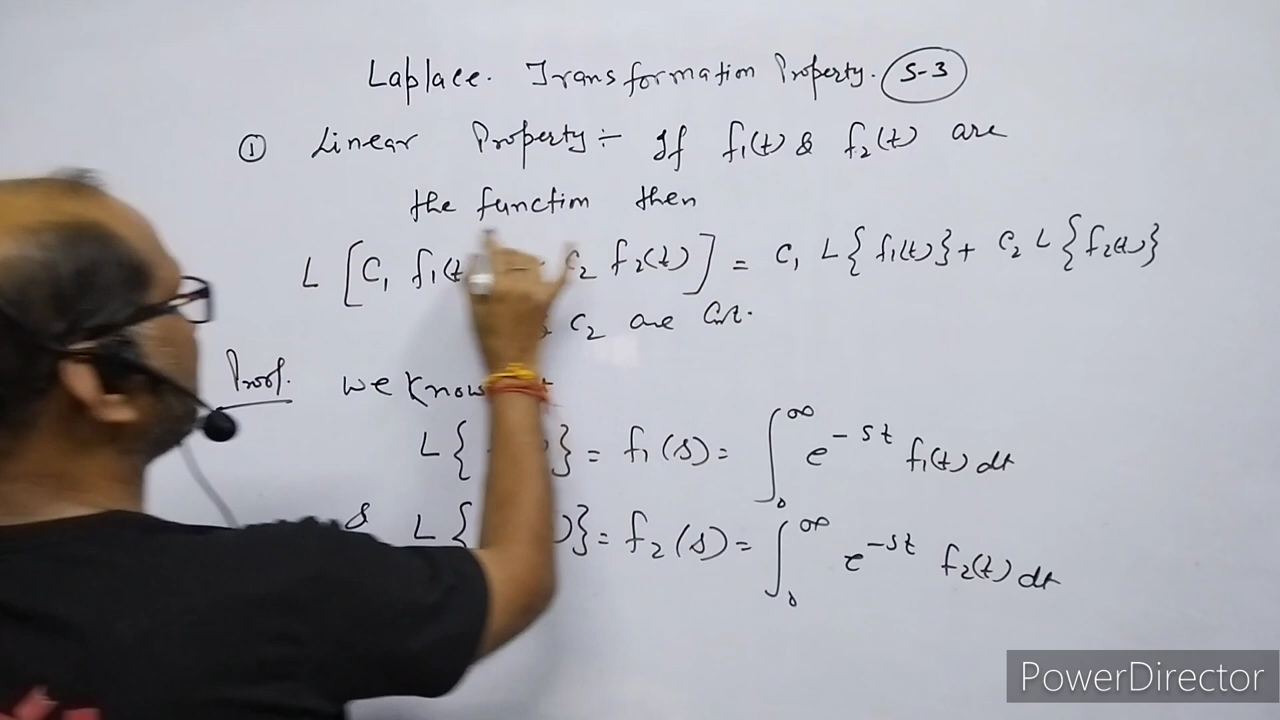 Laplace. Transformation Property. S-3
① Linear Property :- If f₁(t) & f₂(t) are
the function then
L [C₁ f₁(t C₂ f₂(t)] = C₁ L{f₁(t)} + C₂ L{f₂(t)}
C₂ are Cst.
Proof. We know
L{ } = f₁(s) = ∫₀^∞ e^{-st} f₁(t) dt
& L{ )} = f₂(s) = ∫₀^∞ e^{-st} f₂(t) dt
PowerDirector